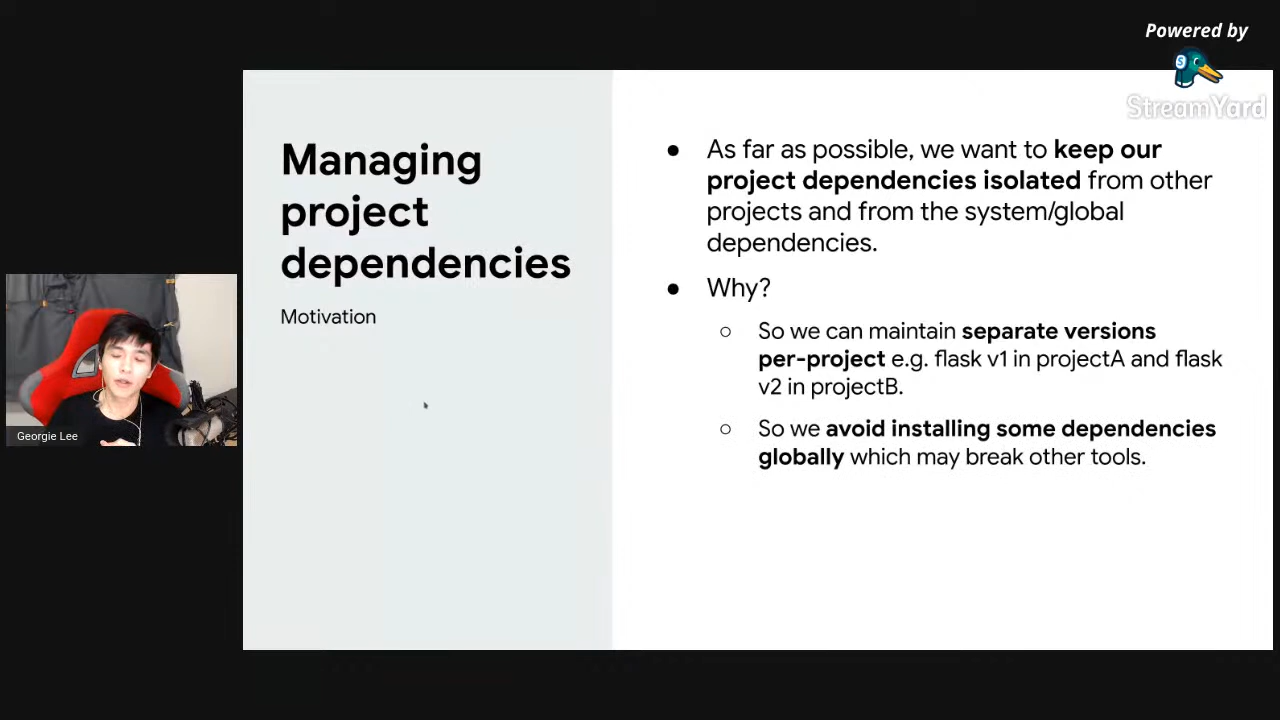 Powered by
StreamYard
Managing
project
dependencies
Motivation
● As far as possible, we want to keep our
project dependencies isolated from other
projects and from the system/global
dependencies.
● Why?
○ So we can maintain separate versions
per-project e.g. flask v1 in projectA and flask
v2 in projectB.
○ So we avoid installing some dependencies
globally which may break other tools.
Georgie Lee